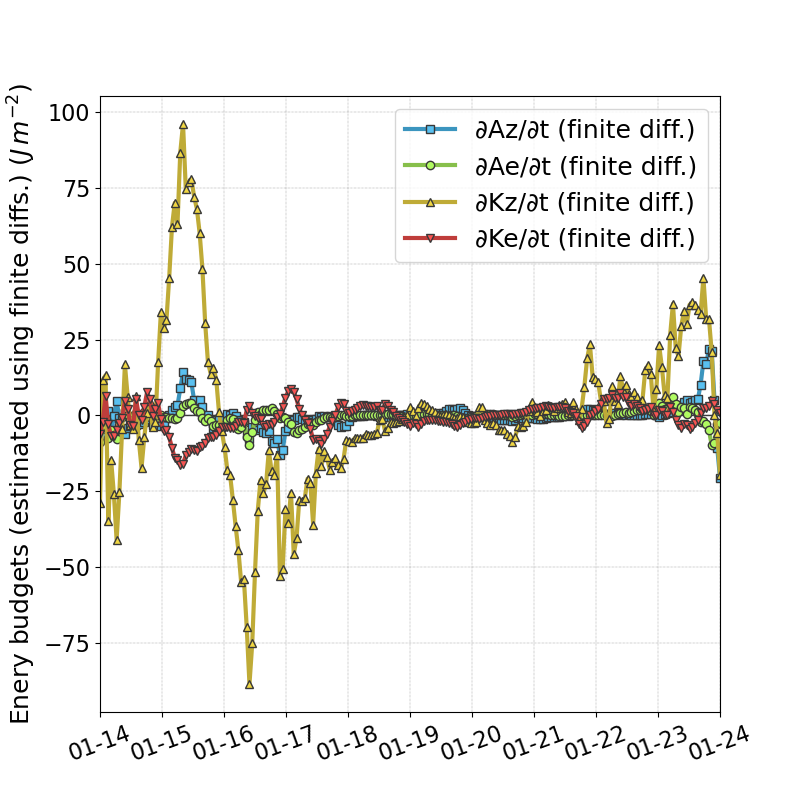 Enery budgets (estimated using finite diffs.) (J m⁻²)
100
75
50
25
0
−25
−50
−75
∂Az/∂t (finite diff.)
∂Ae/∂t (finite diff.)
∂Kz/∂t (finite diff.)
∂Ke/∂t (finite diff.)
01-14 01-15 01-16 01-17 01-18 01-19 01-20 01-21 01-22 01-23 01-24